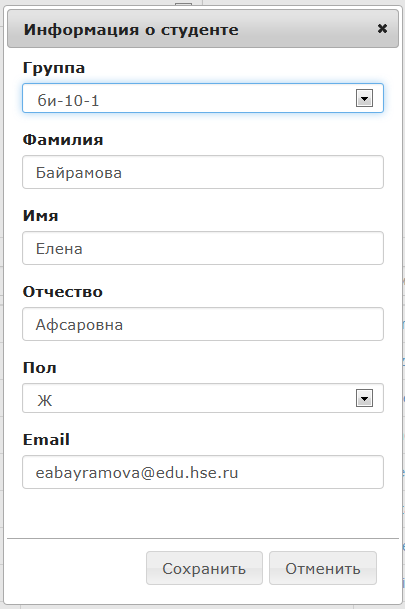 Информация о студенте
Группа
би-10-1
Фамилия
Байрамова
Имя
Елена
Отчество
Афсаровна
Пол
Ж
Email
eabayramova@edu.hse.ru
Сохранить Отменить